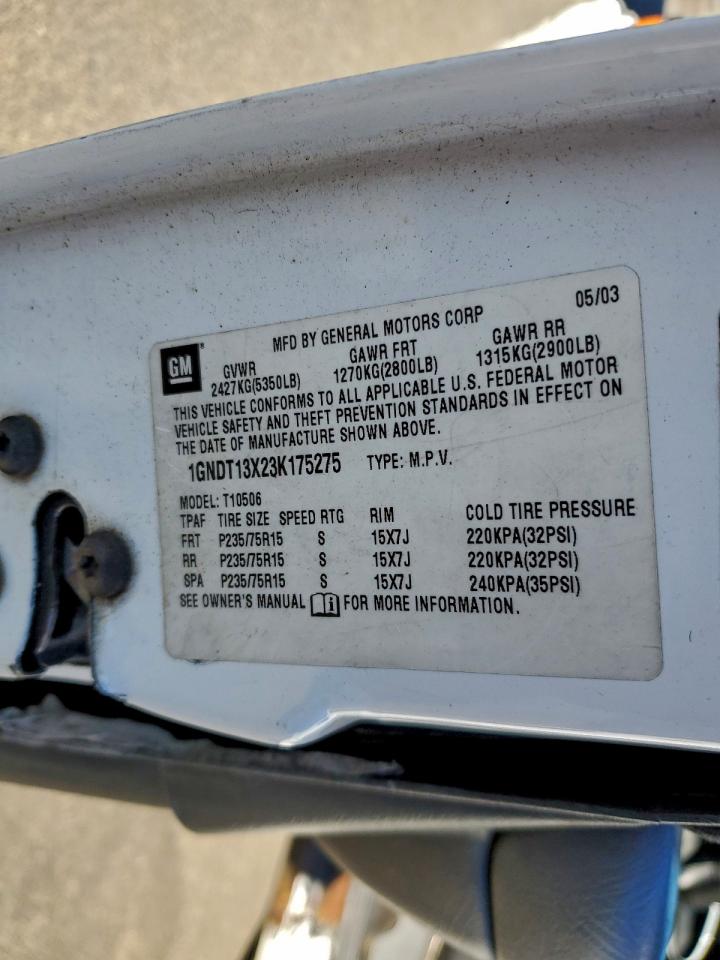 05/03
MFD BY GENERAL MOTORS CORP
GM ®
GVWR GAWR FRT GAWR RR
2427KG(5350LB) 1270KG(2800LB) 1315KG(2900LB)
THIS VEHICLE CONFORMS TO ALL APPLICABLE U.S. FEDERAL MOTOR
VEHICLE SAFETY AND THEFT PREVENTION STANDARDS IN EFFECT ON
THE DATE OF MANUFACTURE SHOWN ABOVE.
1GNDT13X23K175275 TYPE: M.P.V.
MODEL: T10506
TPAF TIRE SIZE SPEED RTG RIM COLD TIRE PRESSURE
FRT P235/75R15 S 15X7J 220KPA(32PSI)
RR P235/75R15 S 15X7J 220KPA(32PSI)
SPA P235/75R15 S 15X7J 240KPA(35PSI)
SEE OWNER'S MANUAL i FOR MORE INFORMATION.